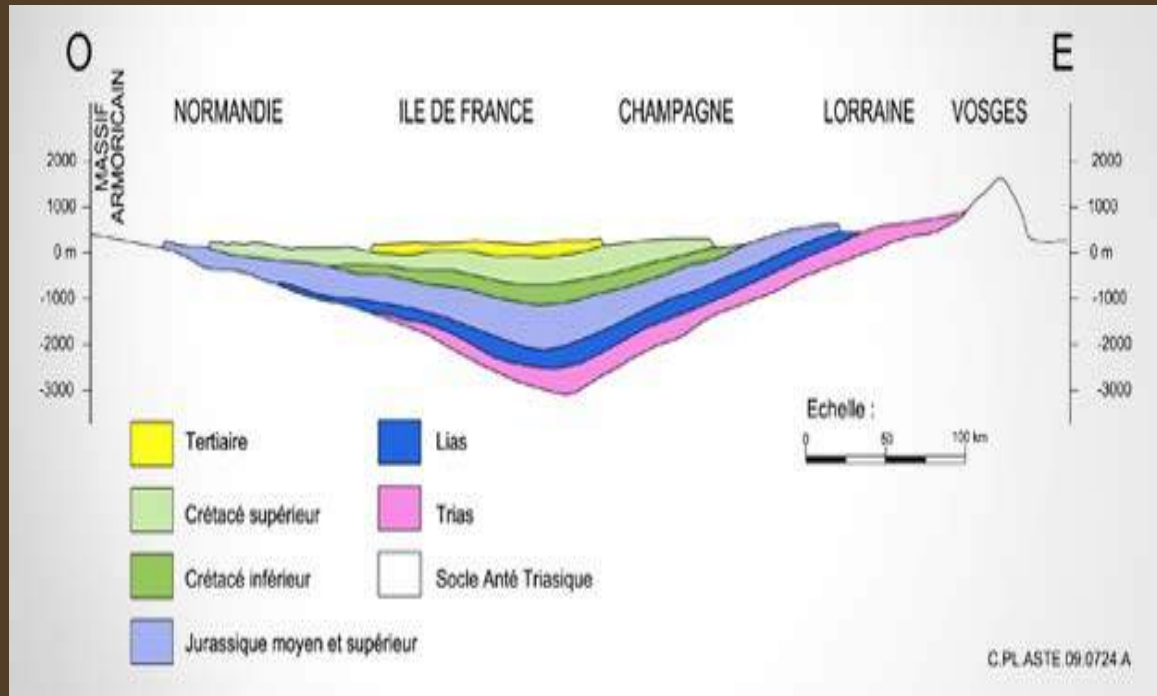 O
E
MASSIF
ARMORICAIN
NORMANDIE
ILE DE FRANCE
CHAMPAGNE
LORRAINE
VOSGES
2000
1000
0 m
-1000
-2000
-3000
2000
1000
0 m
-1000
-2000
-3000
Echelle :
0 50 100 km
Tertiaire
Crétacé supérieur
Crétacé inférieur
Jurassique moyen et supérieur
Lias
Trias
Socle Anté Triasique
C.PL.ASTE.09.0724.A